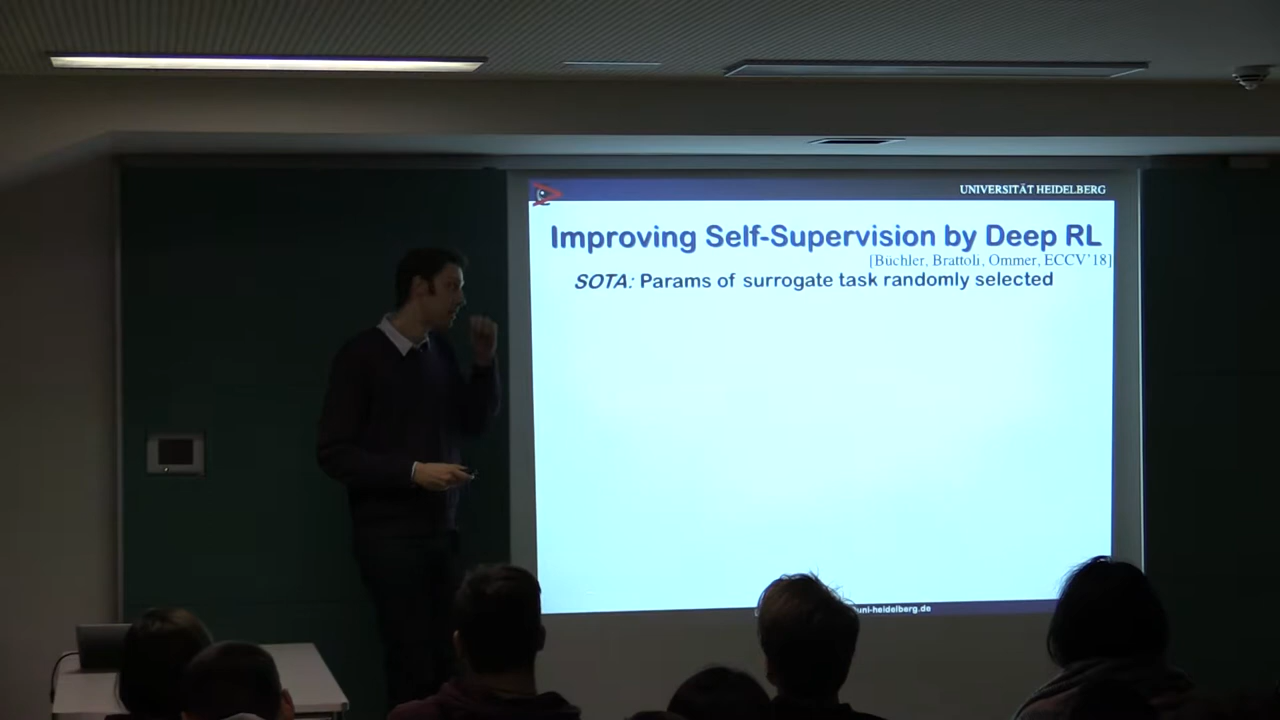 UNIVERSITÄT HEIDELBERG
Improving Self-Supervision by Deep RL
[Büchler, Brattoli, Ommer, ECCV'18]
SOTA: Params of surrogate task randomly selected
uni-heidelberg.de